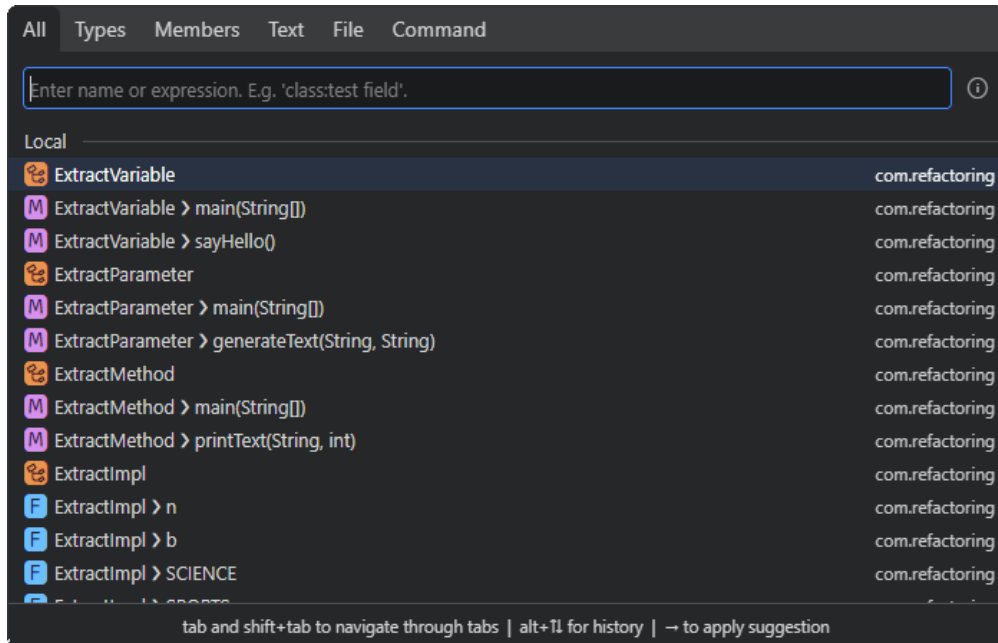 All Types Members Text File Command
Enter name or expression. E.g. 'class:test field'.
Local
ExtractVariable com.refactoring
M ExtractVariable ❯ main(String[]) com.refactoring
M ExtractVariable ❯ sayHello() com.refactoring
ExtractParameter com.refactoring
M ExtractParameter ❯ main(String[]) com.refactoring
M ExtractParameter ❯ generateText(String, String) com.refactoring
ExtractMethod com.refactoring
M ExtractMethod ❯ main(String[]) com.refactoring
M ExtractMethod ❯ printText(String, int) com.refactoring
ExtractImpl com.refactoring
F ExtractImpl ❯ n com.refactoring
F ExtractImpl ❯ b com.refactoring
F ExtractImpl ❯ SCIENCE com.refactoring
tab and shift+tab to navigate through tabs | alt+⇅ for history | → to apply suggestion